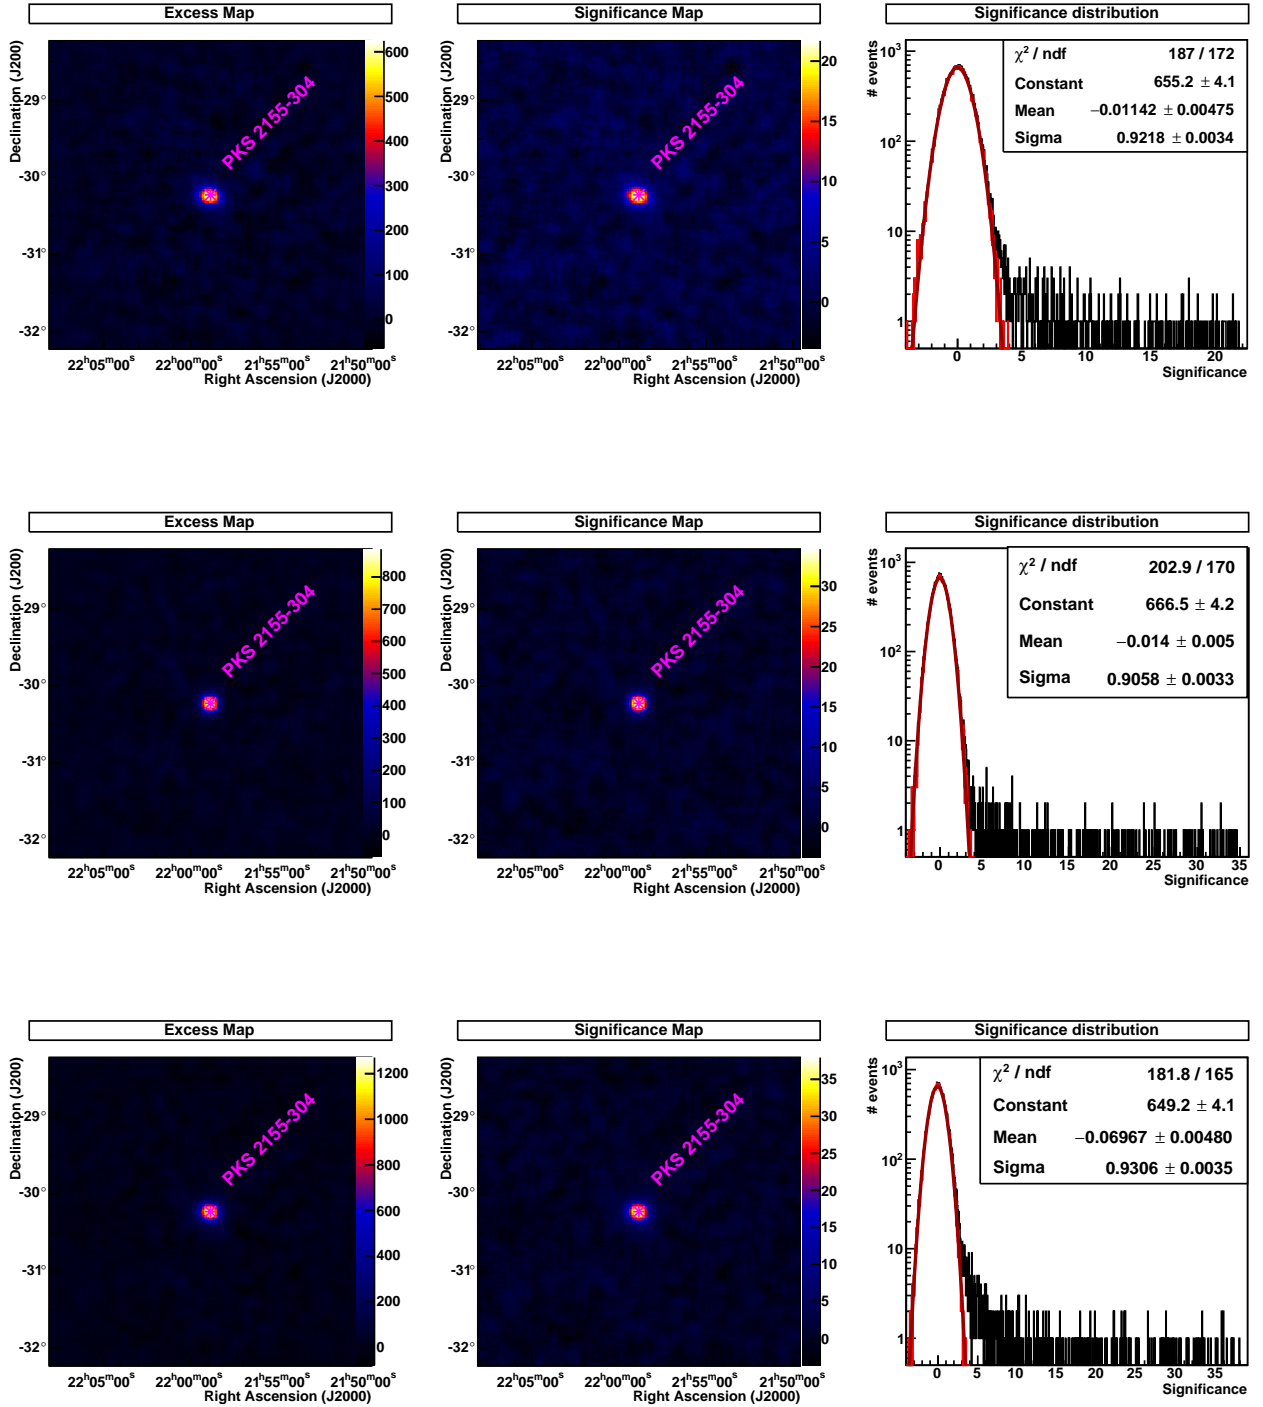 Excess Map
Significance Map
Significance distribution
Declination (J200)
-29°
-30°
-31°
-32°
PKS 2155-304
600
500
400
300
200
100
0
22h05m00s 22h00m00s 21h55m00s 21h50m00s
Right Ascension (J2000)
Declination (J200)
-29°
-30°
-31°
-32°
PKS 2155-304
20
15
10
5
0
22h05m00s 22h00m00s 21h55m00s 21h50m00s
Right Ascension (J2000)
# events
10³
10²
10
1
χ² / ndf 187 / 172
Constant 655.2 ± 4.1
Mean −0.01142 ± 0.00475
Sigma 0.9218 ± 0.0034
0 5 10 15 20
Significance
Excess Map
Significance Map
Significance distribution
Declination (J200)
-29°
-30°
-31°
-32°
PKS 2155-304
800
700
600
500
400
300
200
100
0
22h05m00s 22h00m00s 21h55m00s 21h50m00s
Right Ascension (J2000)
Declination (J200)
-29°
-30°
-31°
-32°
PKS 2155-304
30
25
20
15
10
5
0
22h05m00s 22h00m00s 21h55m00s 21h50m00s
Right Ascension (J2000)
# events
10³
10²
10
1
χ² / ndf 202.9 / 170
Constant 666.5 ± 4.2
Mean −0.014 ± 0.005
Sigma 0.9058 ± 0.0033
0 5 10 15 20 25 30 35
Significance
Excess Map
Significance Map
Significance distribution
Declination (J200)
-29°
-30°
-31°
-32°
PKS 2155-304
1200
1000
800
600
400
200
0
22h05m00s 22h00m00s 21h55m00s 21h50m00s
Right Ascension (J2000)
Declination (J200)
-29°
-30°
-31°
-32°
PKS 2155-304
35
30
25
20
15
10
5
0
22h05m00s 22h00m00s 21h55m00s 21h50m00s
Right Ascension (J2000)
# events
10³
10²
10
1
χ² / ndf 181.8 / 165
Constant 649.2 ± 4.1
Mean −0.06967 ± 0.00480
Sigma 0.9306 ± 0.0035
0 5 10 15 20 25 30 35
Significance